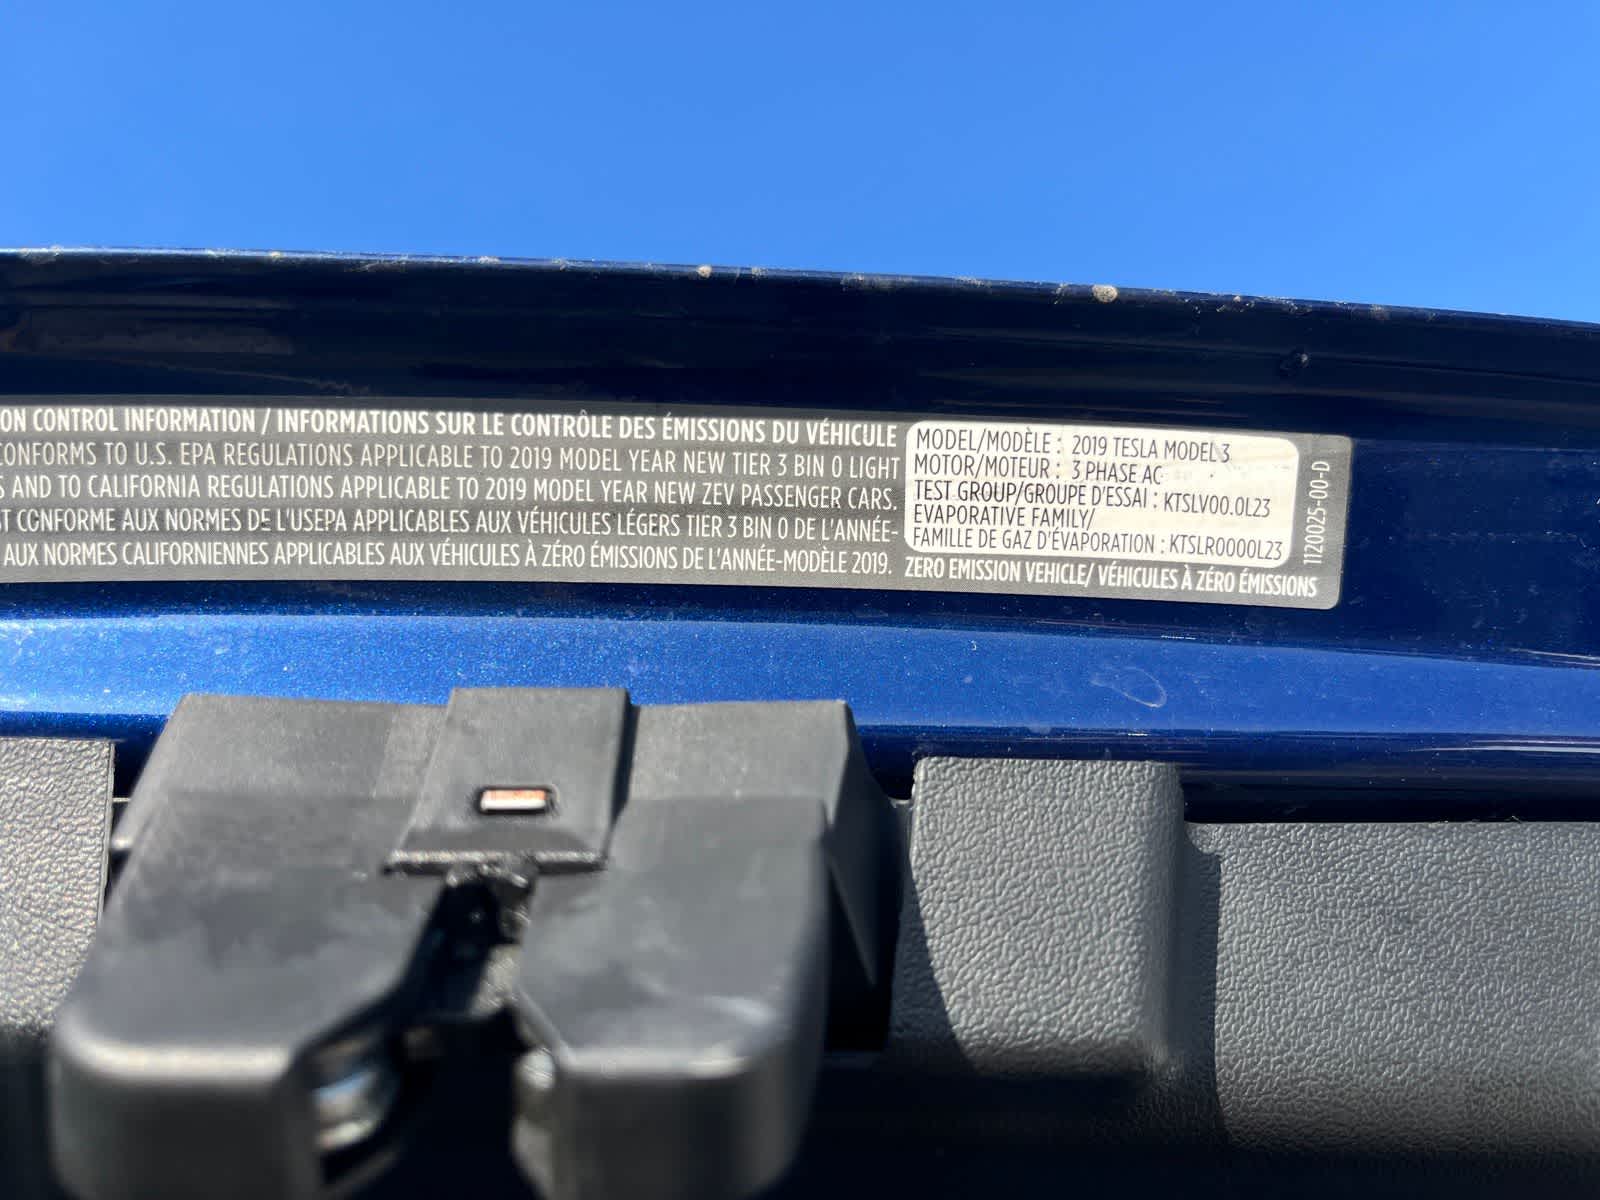 ON CONTROL INFORMATION / INFORMATIONS SUR LE CONTRÔLE DES ÉMISSIONS DU VÉHICULE
CONFORMS TO U.S. EPA REGULATIONS APPLICABLE TO 2019 MODEL YEAR NEW TIER 3 BIN 0 LIGHT
S AND TO CALIFORNIA REGULATIONS APPLICABLE TO 2019 MODEL YEAR NEW ZEV PASSENGER CARS.
ST CONFORME AUX NORMES DE L'USEPA APPLICABLES AUX VÉHICULES LÉGERS TIER 3 BIN 0 DE L'ANNÉE-
AUX NORMES CALIFORNIENNES APPLICABLES AUX VÉHICULES À ZÉRO ÉMISSIONS DE L'ANNÉE-MODÈLE 2019.
MODEL/MODÈLE : 2019 TESLA MODEL 3
MOTOR/MOTEUR : 3 PHASE AC
TEST GROUP/GROUPE D'ESSAI : KTSLV00.0L23
EVAPORATIVE FAMILY/
FAMILLE DE GAZ D'ÉVAPORATION : KTSLR0000L23
ZERO EMISSION VEHICLE/ VÉHICULES À ZÉRO ÉMISSIONS
1120025-00-D